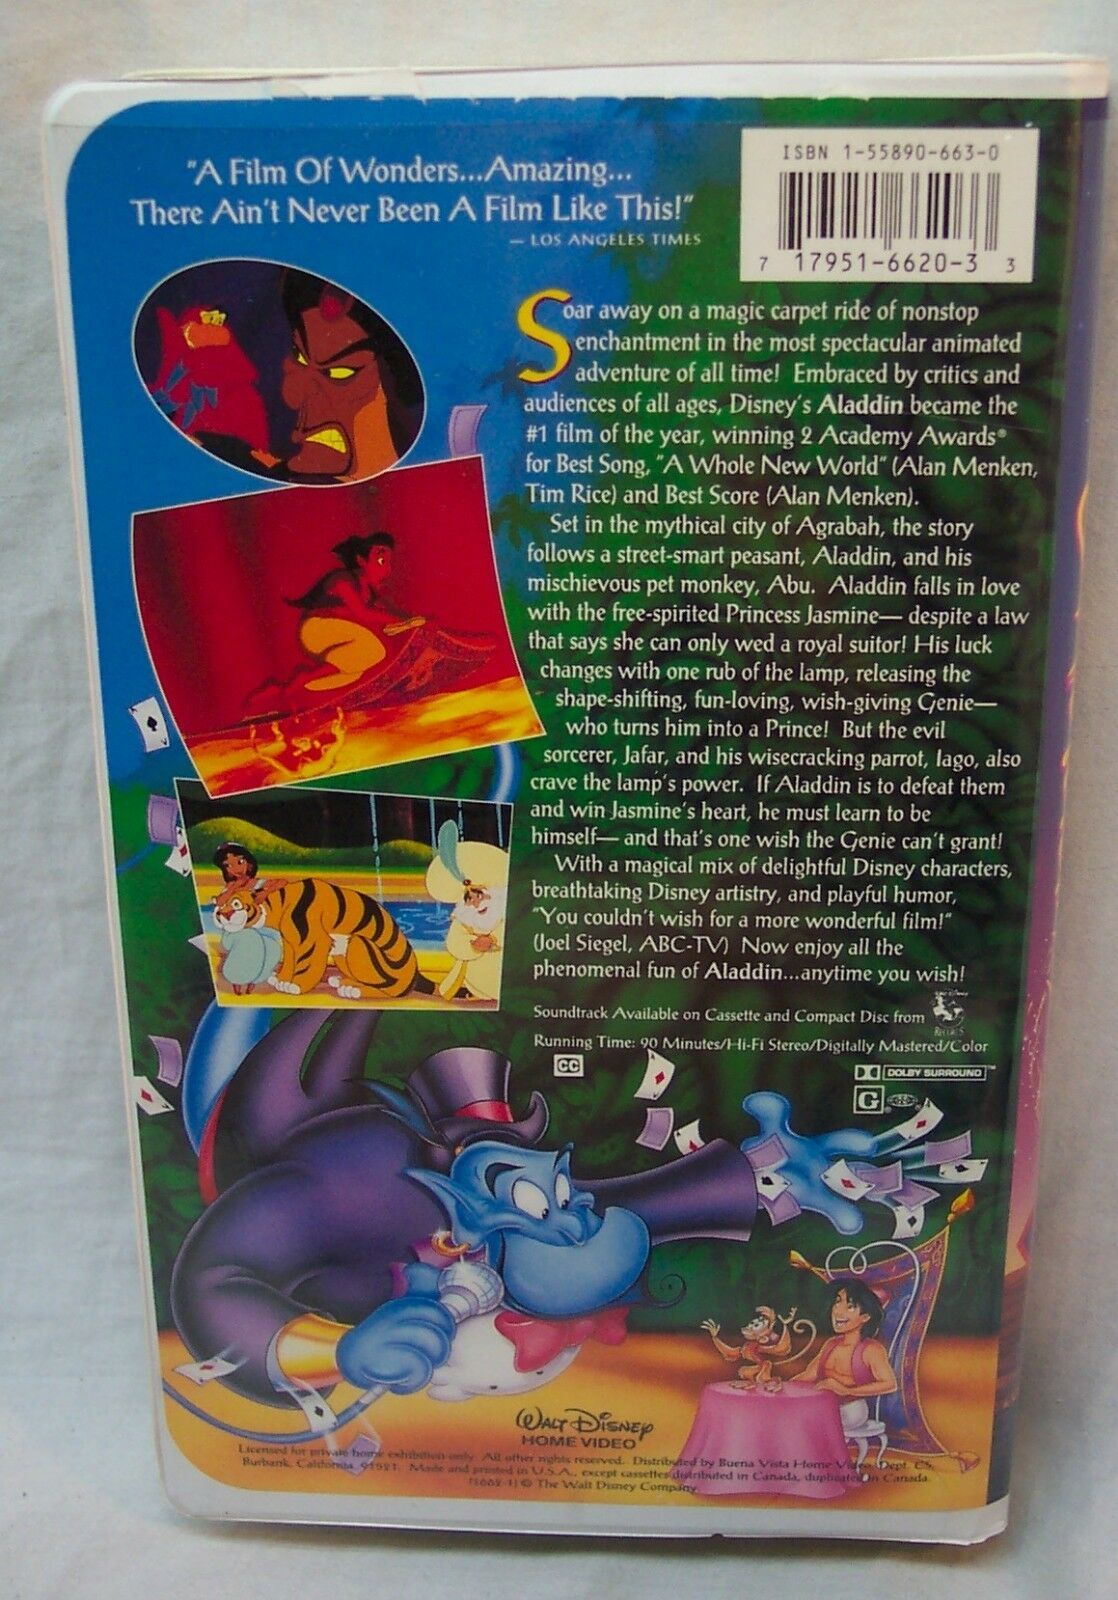 "A Film Of Wonders...Amazing...
There Ain't Never Been A Film Like This!"
— LOS ANGELES TIMES
ISBN 1-55890-663-0
7 17951-6620-3 3
Soar away on a magic carpet ride of nonstop
enchantment in the most spectacular animated
adventure of all time! Embraced by critics and
audiences of all ages, Disney's Aladdin became the
#1 film of the year, winning 2 Academy Awards®
for Best Song, "A Whole New World" (Alan Menken,
Tim Rice) and Best Score (Alan Menken).
Set in the mythical city of Agrabah, the story
follows a street-smart peasant, Aladdin, and his
mischievous pet monkey, Abu. Aladdin falls in love
with the free-spirited Princess Jasmine— despite a law
that says she can only wed a royal suitor! His luck
changes with one rub of the lamp, releasing the
shape-shifting, fun-loving, wish-giving Genie—
who turns him into a Prince! But the evil
sorcerer, Jafar, and his wisecracking parrot, Iago, also
crave the lamp's power. If Aladdin is to defeat them
and win Jasmine's heart, he must learn to be
himself— and that's one wish the Genie can't grant!
With a magical mix of delightful Disney characters,
breathtaking Disney artistry, and playful humor,
"You couldn't wish for a more wonderful film!"
(Joel Siegel, ABC-TV) Now enjoy all the
phenomenal fun of Aladdin...anytime you wish!
Soundtrack Available on Cassette and Compact Disc from
Walt Disney
RECORDS
Running Time: 90 Minutes/Hi-Fi Stereo/Digitally Mastered/Color
CC
DOLBY SURROUND™
G
WALT DISNEY
HOME VIDEO
Licensed for private home exhibition only. All other rights reserved. Distributed by Buena Vista Home Video, Dept. CS,
Burbank, California 91521. Made and printed in U.S.A., except cassettes distributed in Canada, duplicated in Canada.
(1662-1) © The Walt Disney Company